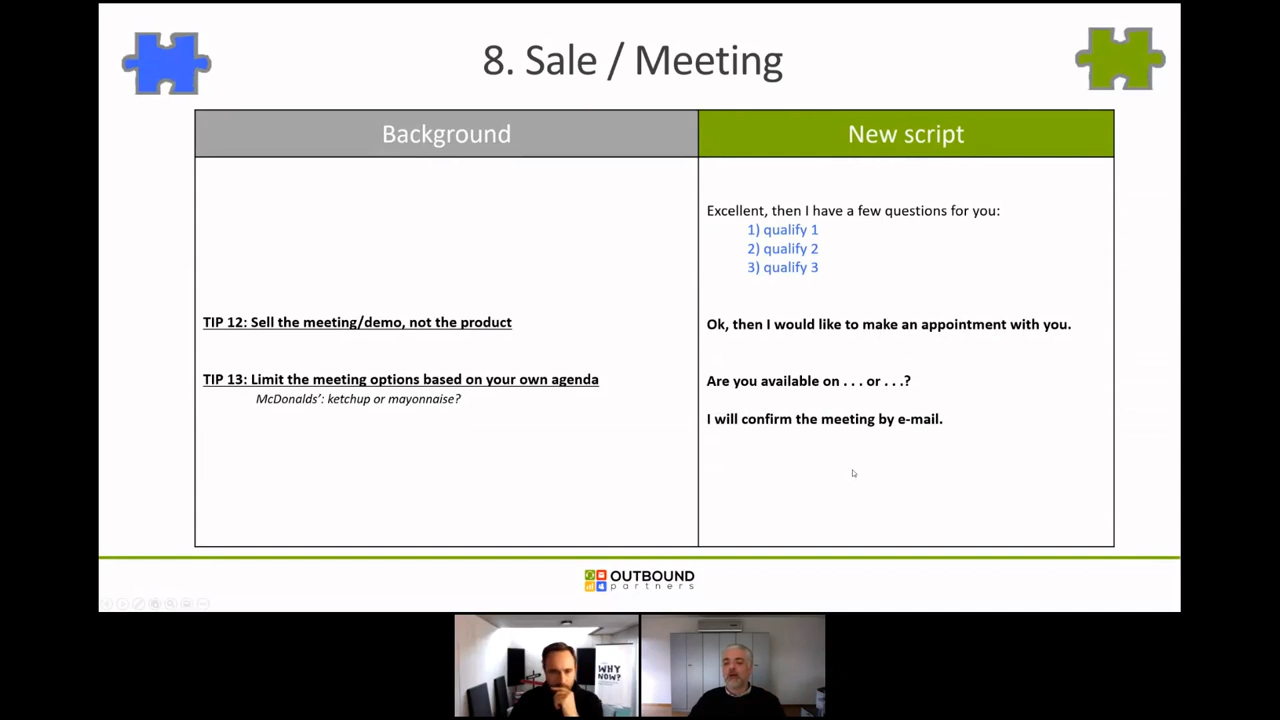 8. Sale / Meeting
Background
New script
Excellent, then I have a few questions for you:
1) qualify 1
2) qualify 2
3) qualify 3
TIP 12: Sell the meeting/demo, not the product
Ok, then I would like to make an appointment with you.
TIP 13: Limit the meeting options based on your own agenda
McDonalds’: ketchup or mayonnaise?
Are you available on . . . or . . .?
I will confirm the meeting by e-mail.
OUTBOUND
partners
WHY
NOW?